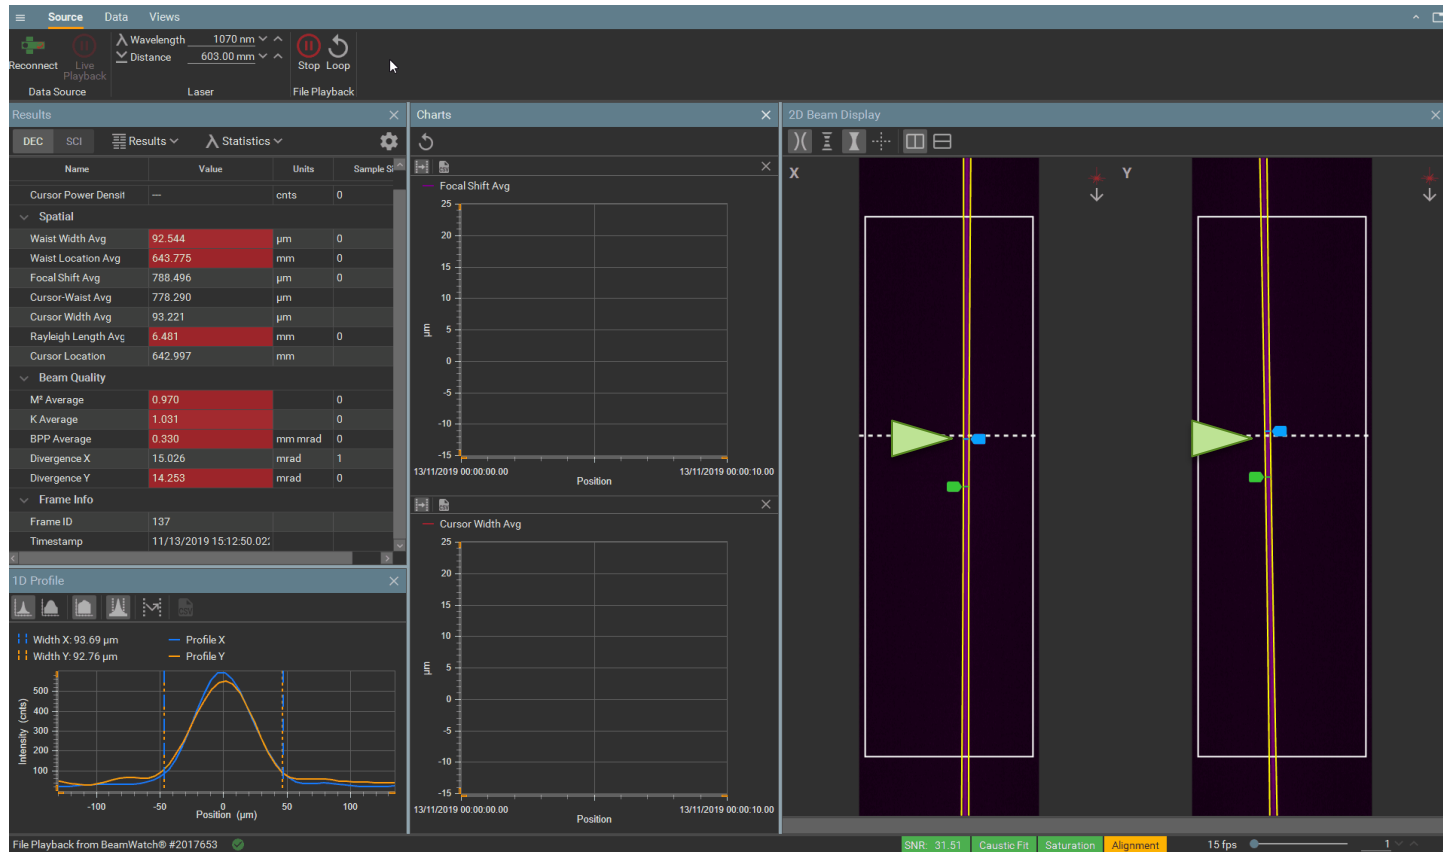 Source Data Views
Wavelength 1070 nm
Distance 603.00 mm
Reconnect Live Playback Stop Loop
Data Source Laser File Playback
Results
DEC SCI Results Statistics
Name Value Units Sample Si
Cursor Power Densit — cnts 0
Spatial
Waist Width Avg 92.544 µm 0
Waist Location Avg 643.775 mm 0
Focal Shift Avg 788.496 µm 0
Cursor-Waist Avg 778.290 µm
Cursor Width Avg 93.221 µm
Rayleigh Length Avg 6.481 mm 0
Cursor Location 642.997 mm
Beam Quality
M² Average 0.970 0
K Average 1.031 0
BPP Average 0.330 mm mrad 0
Divergence X 15.026 mrad 1
Divergence Y 14.253 mrad 0
Frame Info
Frame ID 137
Timestamp 11/13/2019 15:12:50.022
1D Profile
Width X: 93.69 µm Profile X
Width Y: 92.76 µm Profile Y
Intensity (cnts)
500
400
300
200
100
-100 -50 0 50 100
Position (µm)
Charts
Focal Shift Avg
µm
25
20
15
10
5
0
-5
-10
-15
13/11/2019 00:00:00.00 13/11/2019 00:00:10.00
Position
Cursor Width Avg
µm
25
20
15
10
5
0
-5
-10
-15
13/11/2019 00:00:00.00 13/11/2019 00:00:10.00
Position
2D Beam Display
X Y
File Playback from BeamWatch® #2017653
SNR: 31.51 Caustic Fit Saturation Alignment 15 fps 1